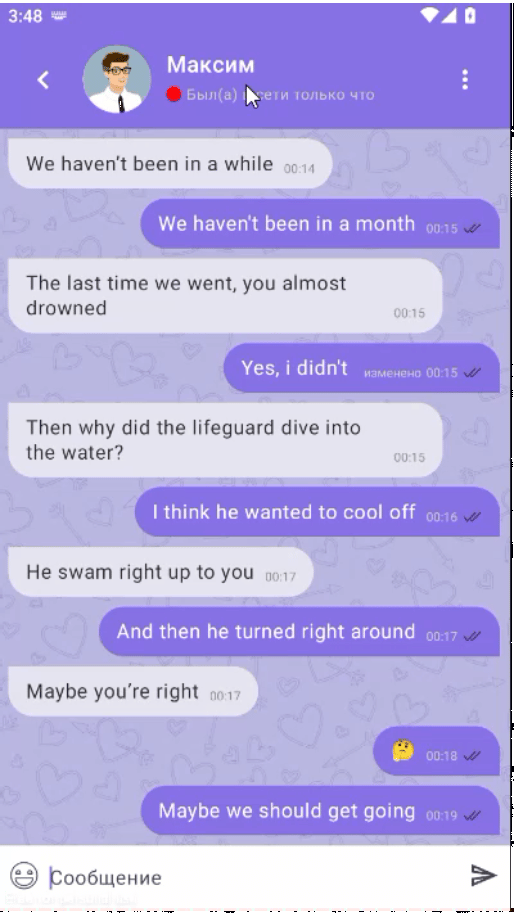 3:48
Максим
Был(а) сети только что
We haven't been in a while 00:14
We haven't been in a month 00:15
The last time we went, you almost
drowned 00:15
Yes, i didn't изменено 00:15
Then why did the lifeguard dive into
the water? 00:15
I think he wanted to cool off 00:16
He swam right up to you 00:17
And then he turned right around 00:17
Maybe you’re right 00:17
🤔 00:18
Maybe we should get going 00:19
Сообщение